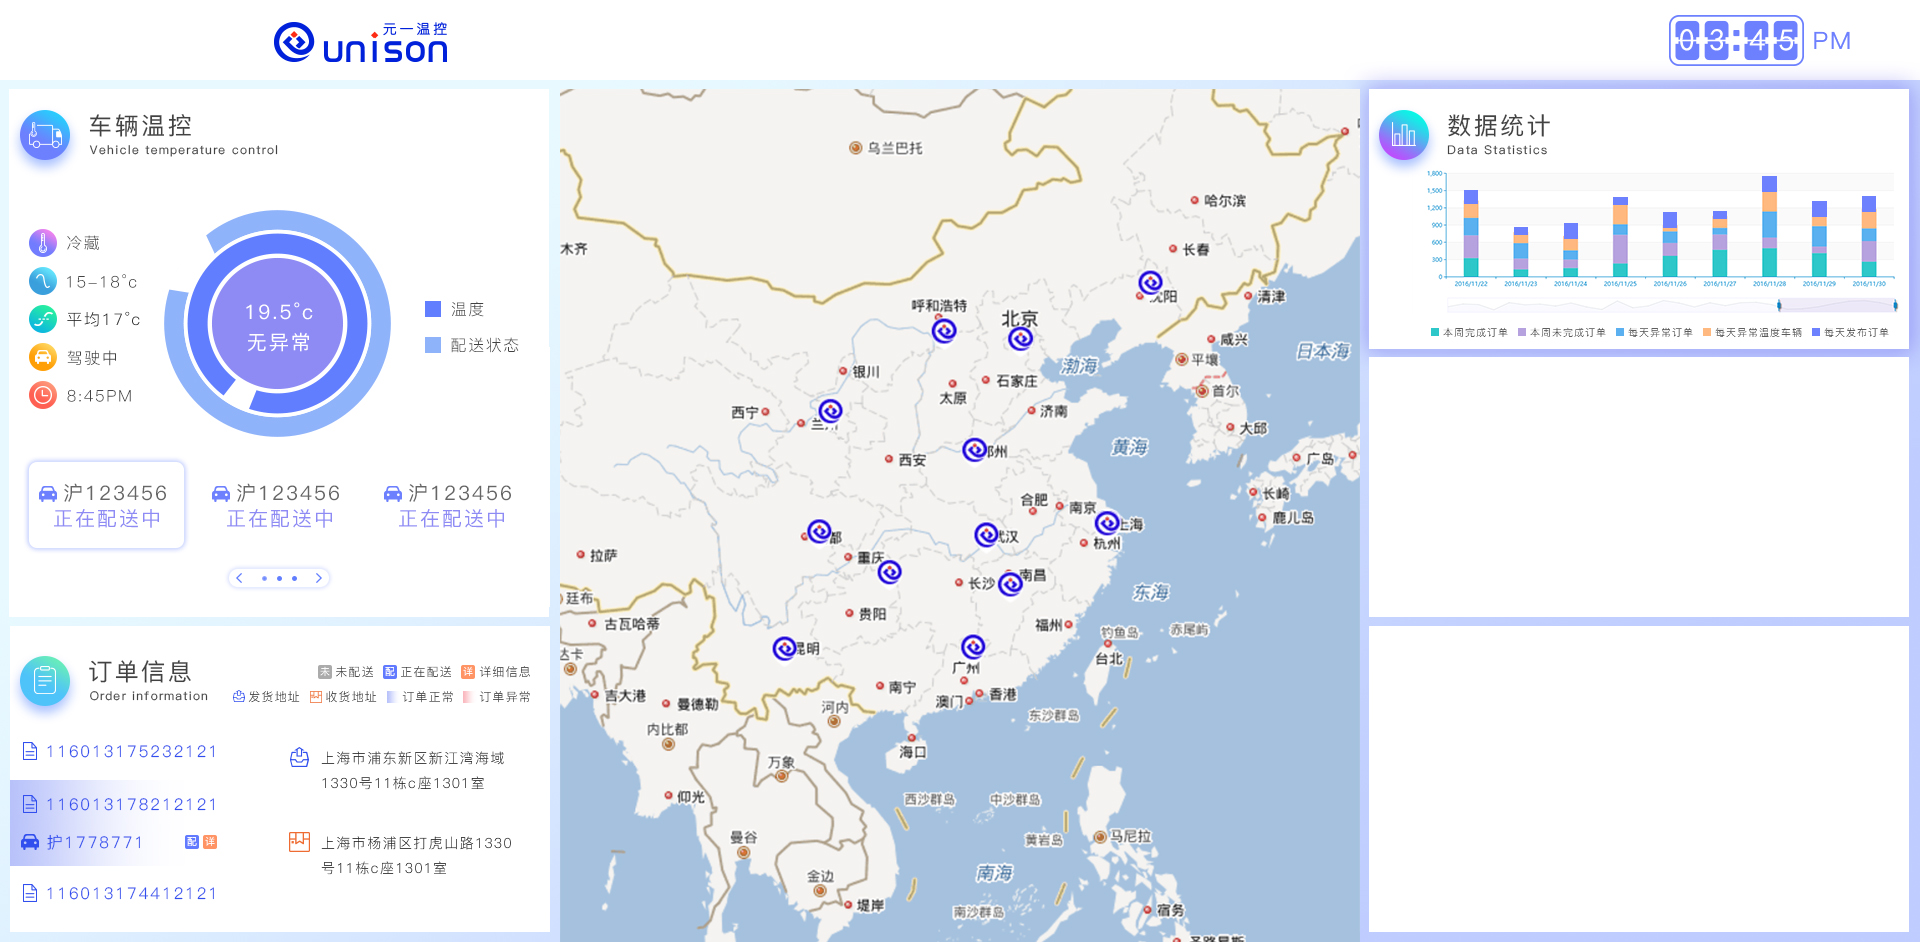 元一温控
unison
03:45 PM
车辆温控
Vehicle temperature control
冷藏
15-18°c
平均17°c
驾驶中
8:45PM
19.5°c
无异常
温度
配送状态
沪123456
正在配送中
沪123456
正在配送中
沪123456
正在配送中
订单信息
Order information
未 未配送
配 正在配送
详 详细信息
发货地址
收货地址
订单正常
订单异常
116013175232121
116013178212121
护1778771
配 详
116013174412121
上海市浦东新区新江湾海域
1330号11栋c座1301室
上海市杨浦区打虎山路1330
号11栋c座1301室
乌兰巴托
哈尔滨
长春
木齐
沈阳
清津
呼和浩特
北京
咸兴
平壤
日本海
渤海
银川
石家庄
太原
首尔
西宁
济南
大邱
兰州
黄海
郑州
西安
广岛
合肥
南京
长崎
上海
鹿儿岛
武汉
杭州
成都
拉萨
重庆
长沙
南昌
东海
廷布
贵阳
古瓦哈蒂
福州
钓鱼岛
赤尾屿
昆明
达卡
广州
台北
吉大港
南宁
香港
澳门
曼德勒
河内
东沙群岛
内比都
海口
万象
仰光
西沙群岛
中沙群岛
曼谷
黄岩岛
马尼拉
南海
金边
堤岸
南沙群岛
宿务
数据统计
Data Statistics
1,800
1,500
1,200
900
600
300
0
2016/11/22
2016/11/23
2016/11/24
2016/11/25
2016/11/26
2016/11/27
2016/11/28
2016/11/29
2016/11/30
本周完成订单
本周未完成订单
每天异常订单
每天异常温度车辆
每天发布订单